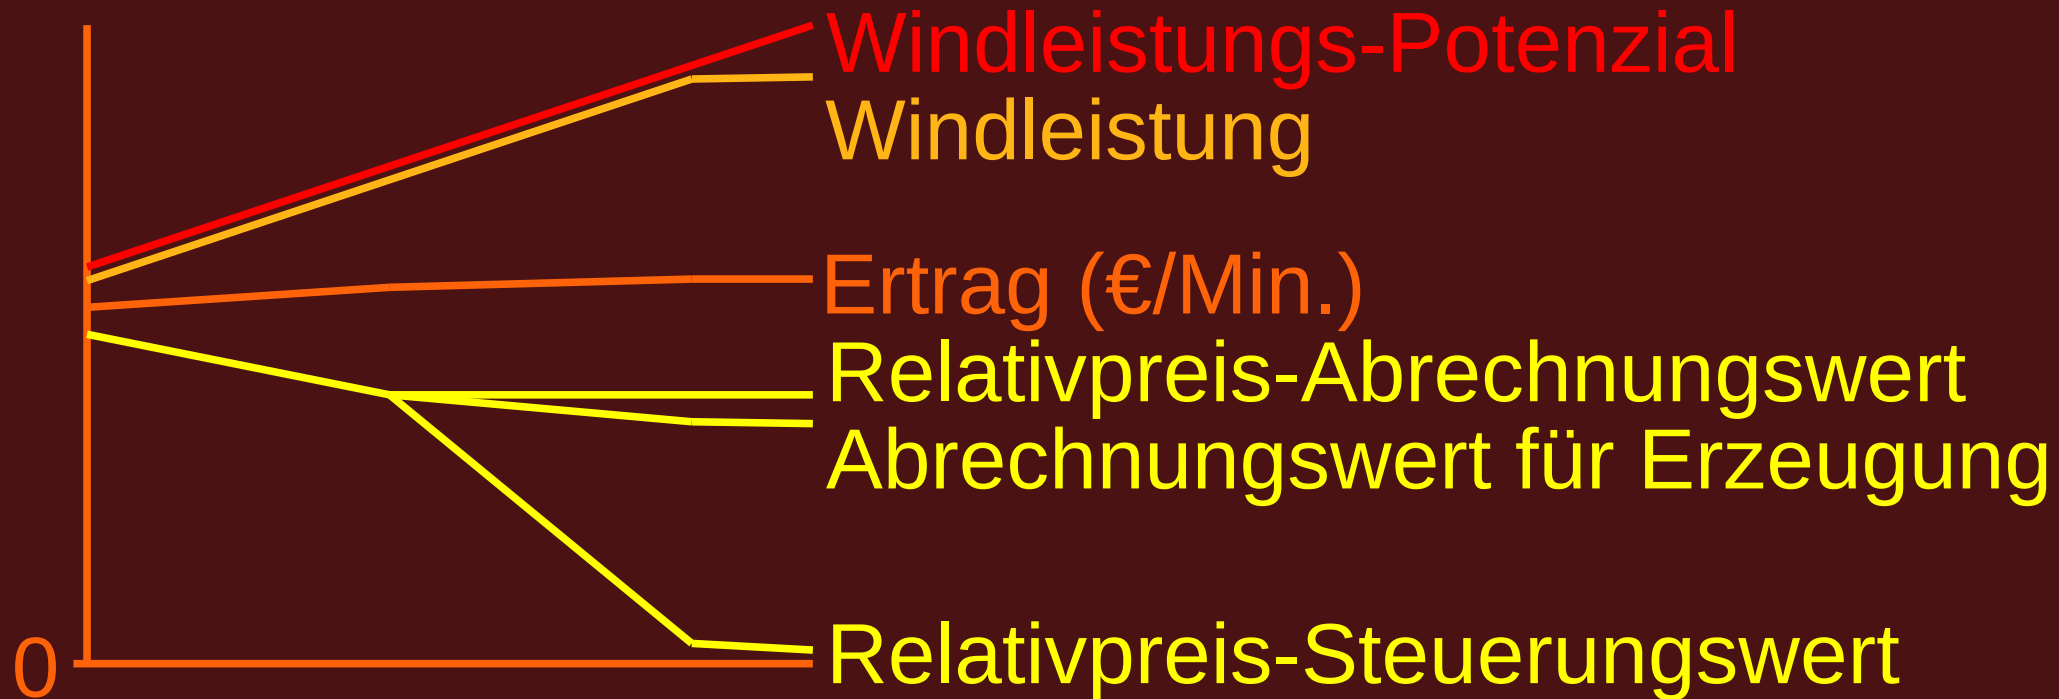 Windleistungs-Potenzial
Windleistung
Ertrag (€/Min.)
Relativpreis-Abrechnungswert
Abrechnungswert für Erzeugung
Relativpreis-Steuerungswert
0